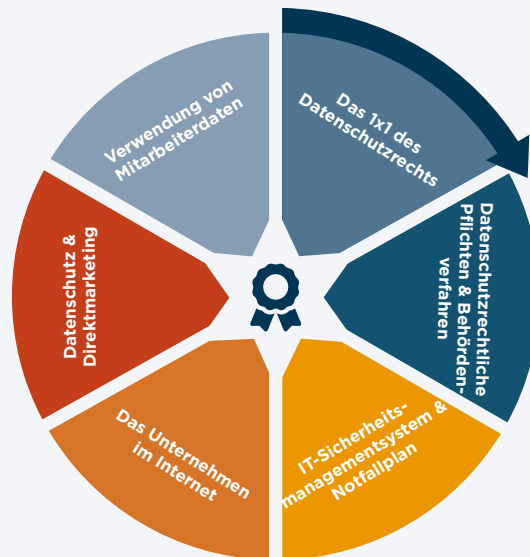 Das 1x1 des
Datenschutzrechts
Datenschutzrechtliche
Pflichten & Behörden-
verfahren
IT-Sicherheits-
managementsystem &
Notfallplan
Das Unternehmen
im Internet
Datenschutz &
Direktmarketing
Verwendung von
Mitarbeiterdaten